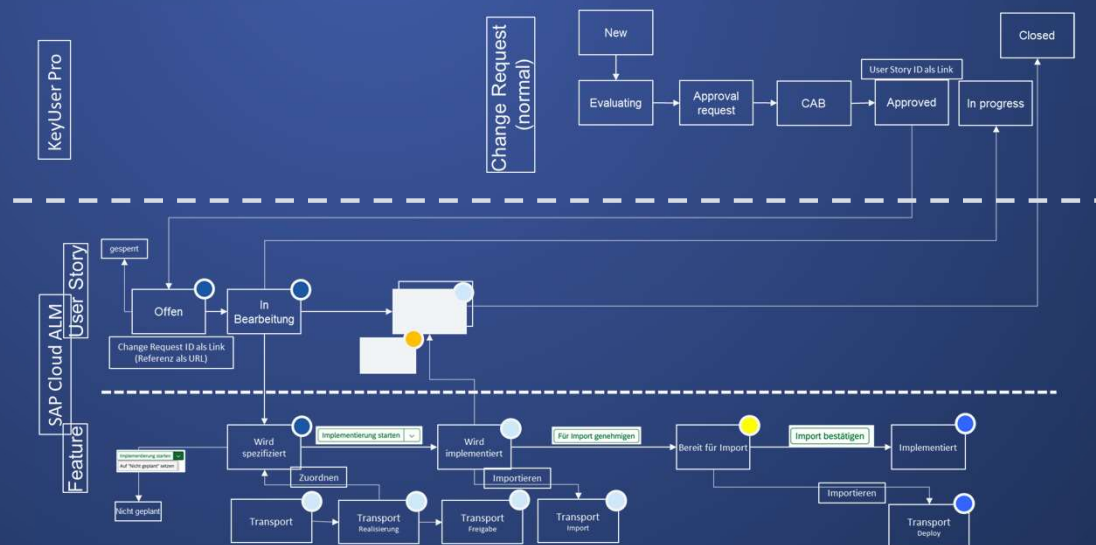 KeyUser Pro
Change Request
(normal)
New
Closed
User Story ID als Link
Evaluating
Approval
request
CAB
Approved
In progress
SAP Cloud ALM
User Story
gesperrt
Offen
In
Bearbeitung
Change Request ID als Link
(Referenz als URL)
Feature
Wird
spezifiziert
Implementierung starten
Wird
implementiert
Für Import genehmigen
Bereit für Import
Import bestätigen
Implementiert
Implementierung starten
Auf "Nicht geplant" setzen
Zuordnen
Importieren
Importieren
Nicht geplant
Transport
Transport
Realisierung
Transport
Freigabe
Transport
Import
Transport
Deploy